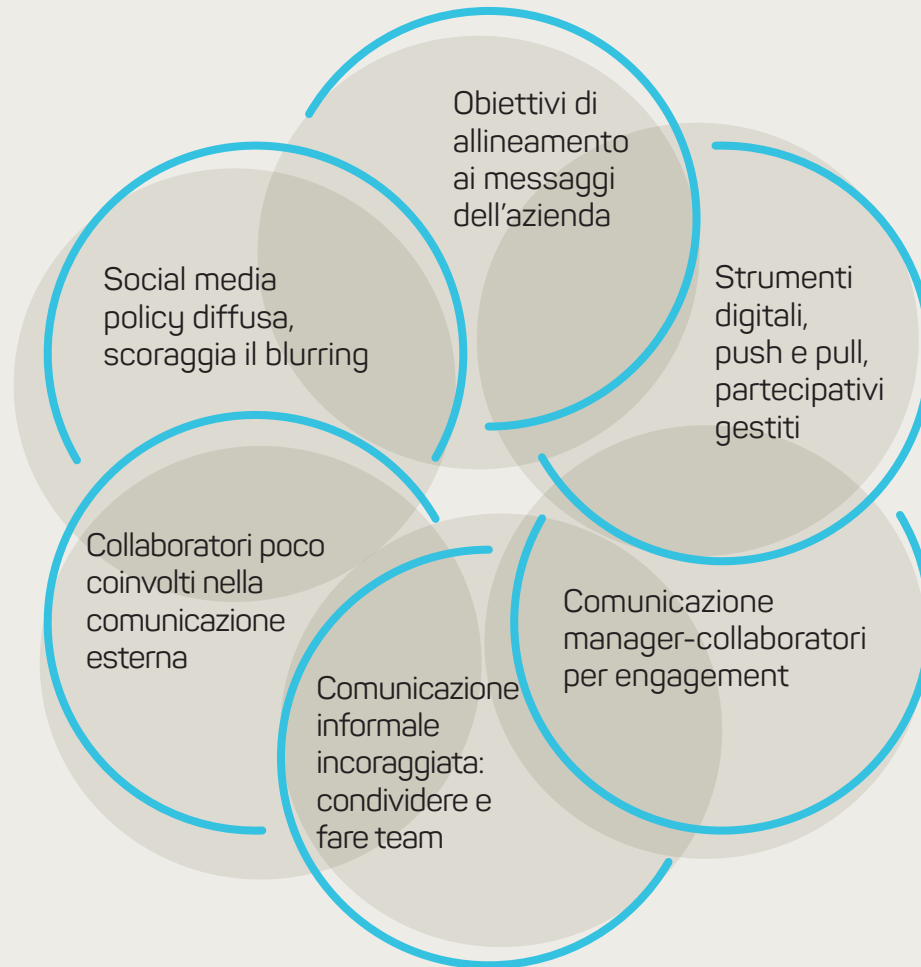 Obiettivi di
allineamento
ai messaggi
dell'azienda
Strumenti
digitali,
push e pull,
partecipativi
gestiti
Comunicazione
manager-collaboratori
per engagement
Comunicazione
informale
incoraggiata:
condividere e
fare team
Collaboratori poco
coinvolti nella
comunicazione
esterna
Social media
policy diffusa,
scoraggia il blurring